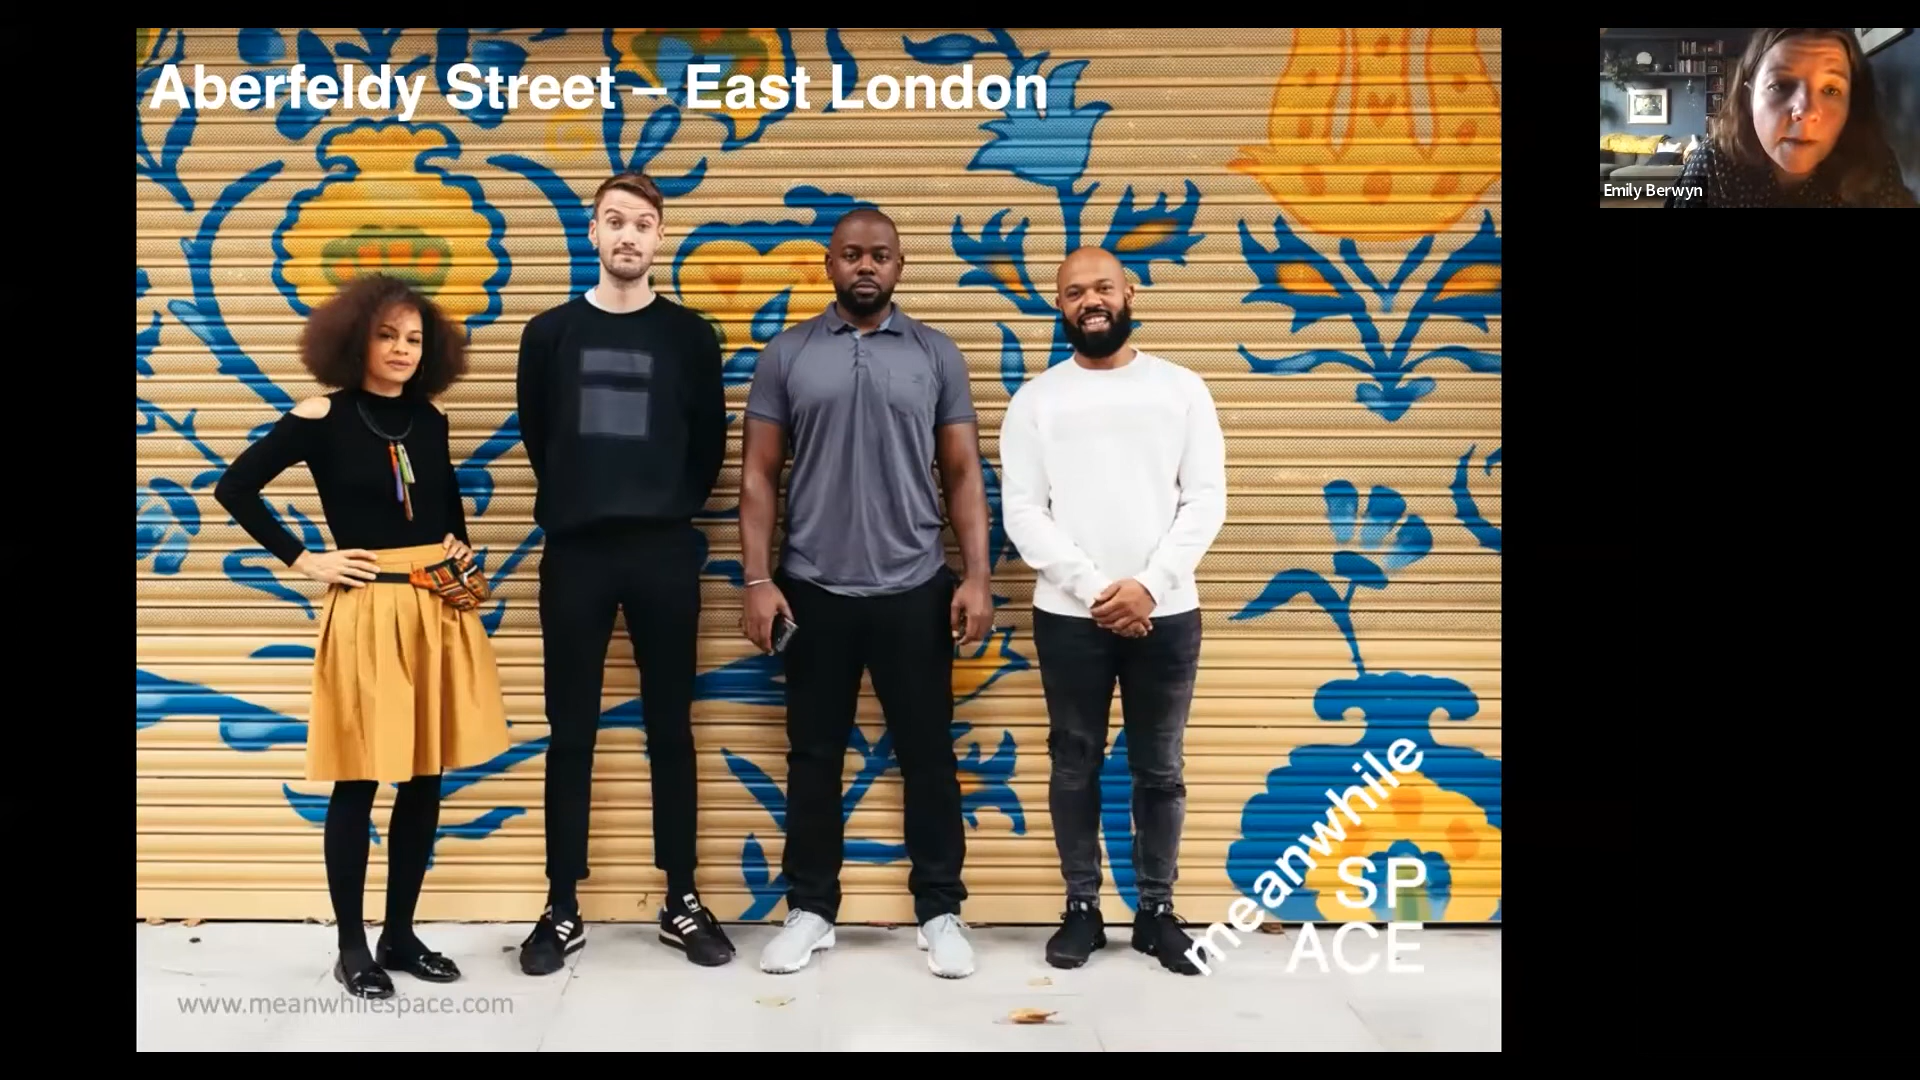 Aberfeldy Street – East London
Emily Berwyn
meanwhile
SP
ACE
www.meanwhilespace.com